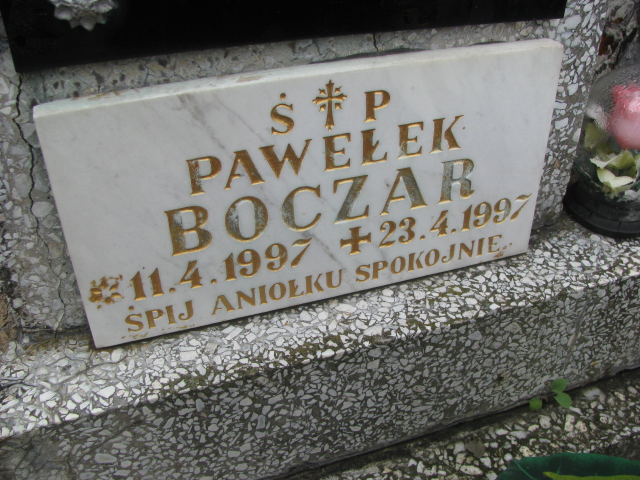 Ś † P
PAWEŁEK
BOCZAR
* 11.4.1997 ✝ 23.4.1997
ŚPIJ ANIOŁKU SPOKOJNIE